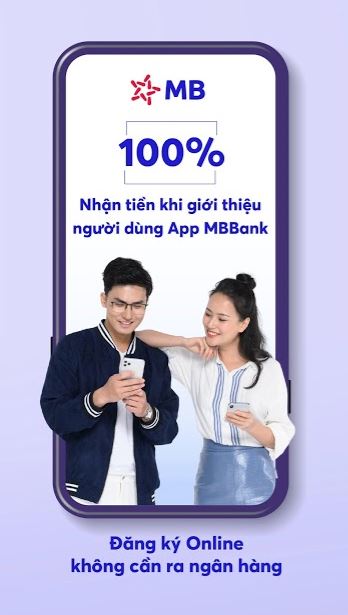 MB
100%
Nhận tiền khi giới thiệu
người dùng App MBBank
Đăng ký Online
không cần ra ngân hàng